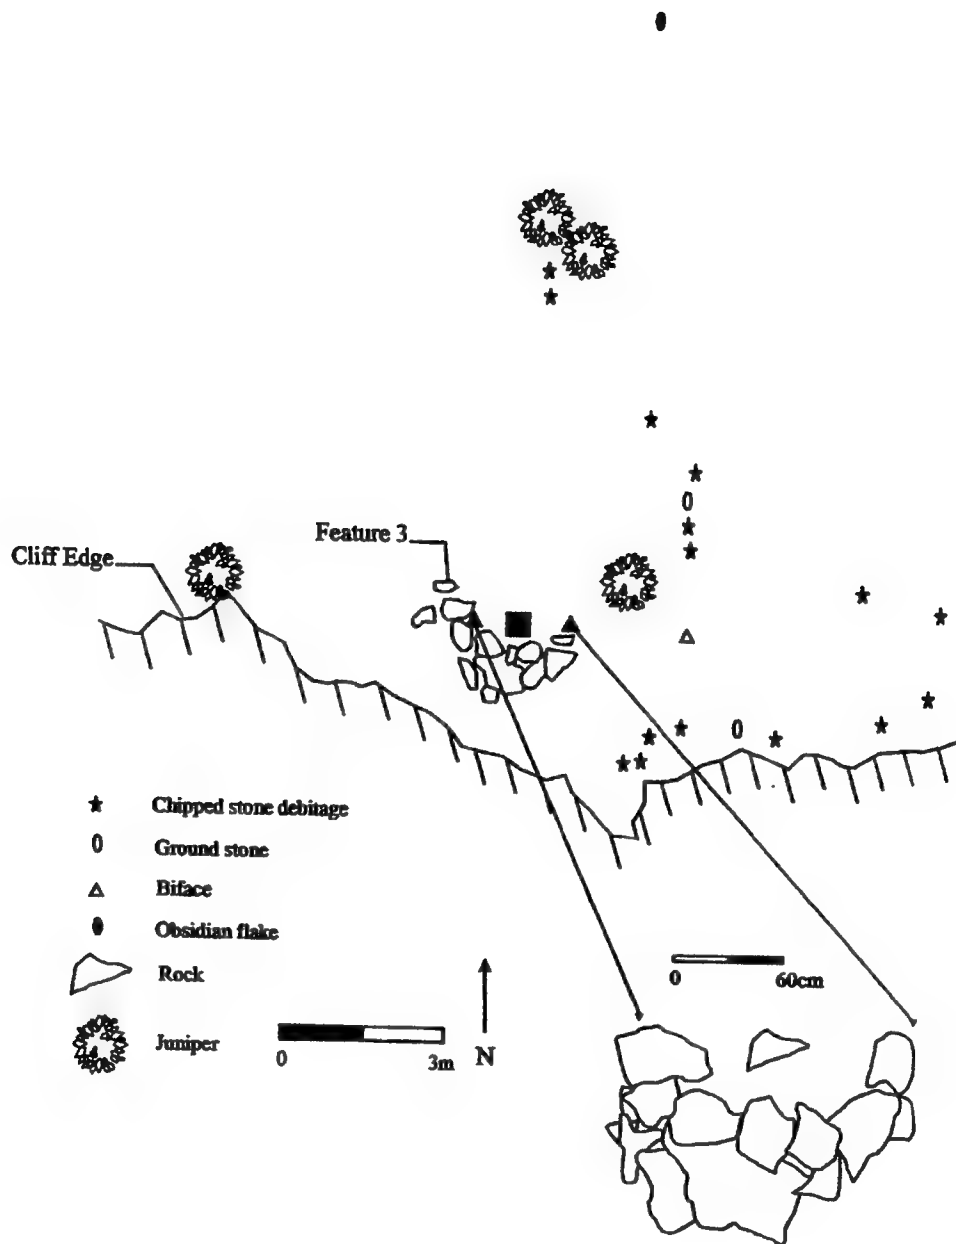 Feature 3
Cliff Edge
Chipped stone debitage
Ground stone
Biface
Obsidian flake
Rock
Juniper
0 3m
N
0 60cm